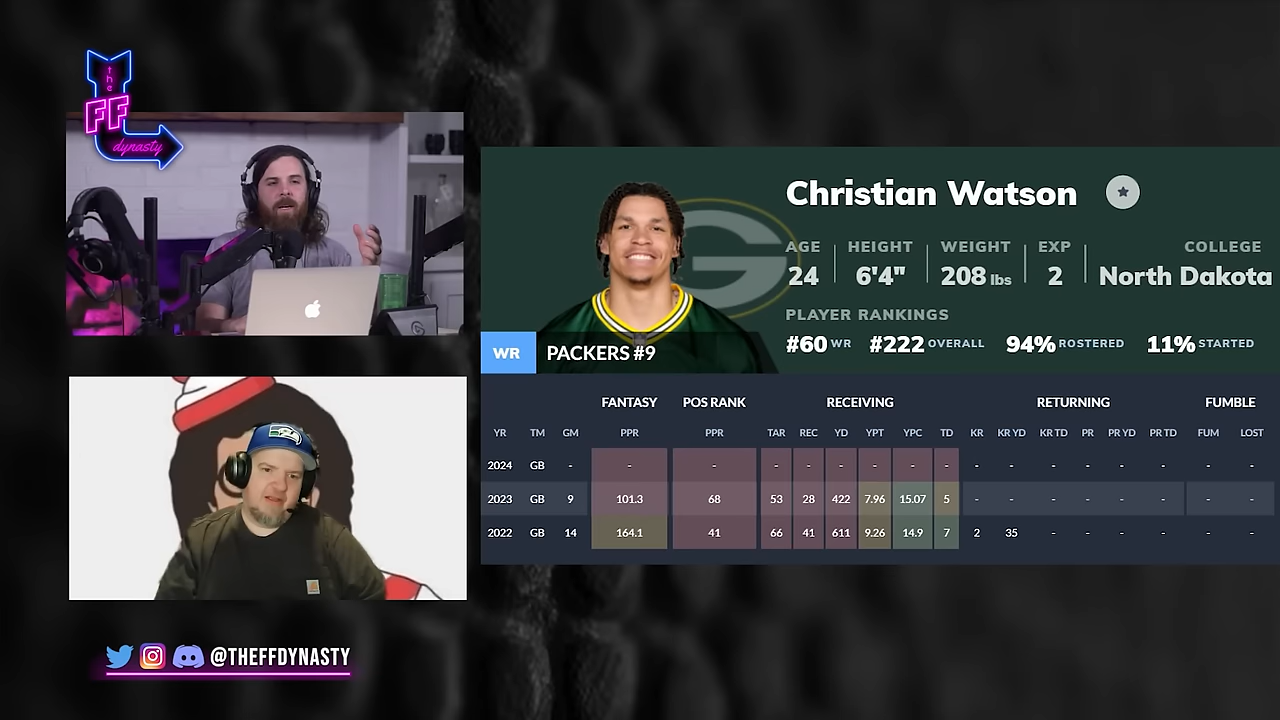 the
FF
dynasty
Christian Watson
AGE HEIGHT WEIGHT EXP COLLEGE
24 6'4" 208 lbs 2 North Dakota
PLAYER RANKINGS
#60 WR #222 OVERALL 94% ROSTERED 11% STARTED
WR PACKERS #9
FANTASY POS RANK RECEIVING RETURNING FUMBLE
YR TM GM PPR PPR TAR REC YD YPT YPC TD KR KR YD KR TD PR PR YD PR TD FUM LOST
2024 GB - - - - - - - - - - - - - - - - -
2023 GB 9 101.3 68 53 28 422 7.96 15.07 5 - - - - - - - -
2022 GB 14 164.1 41 66 41 611 9.26 14.9 7 2 35 - - - - - -
@THEFFDYNASTY